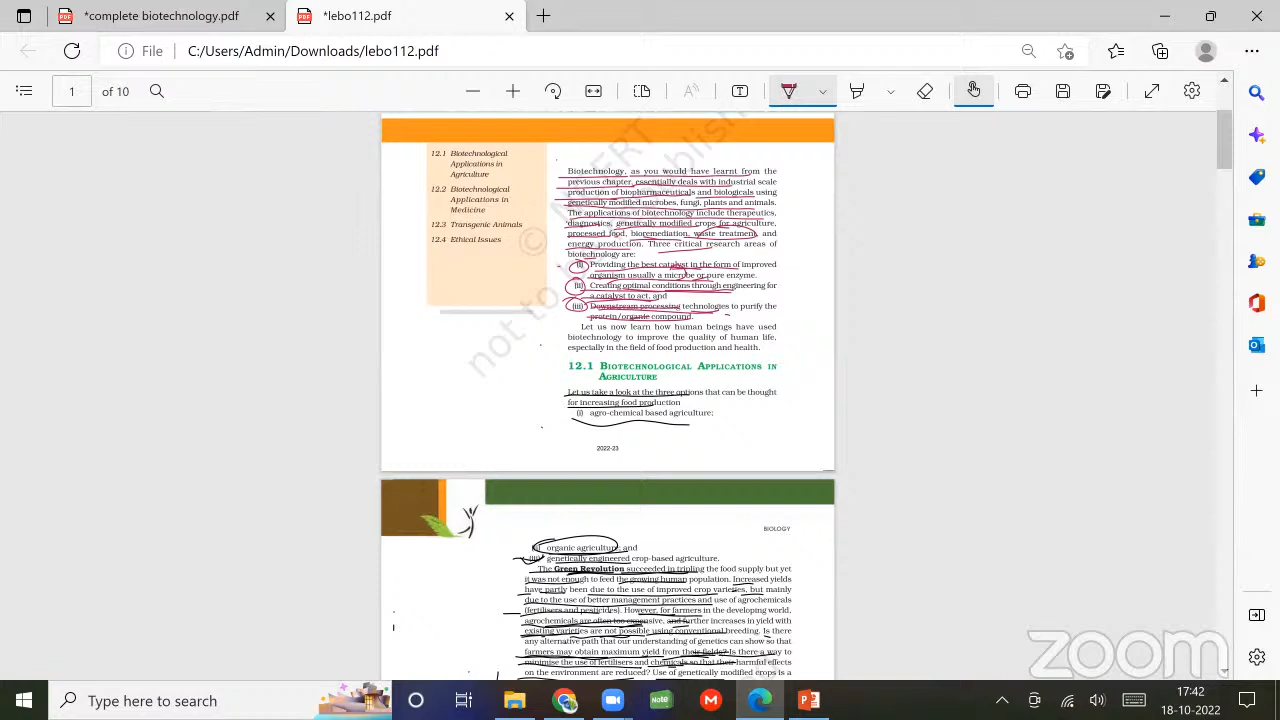 *complete biotechnology.pdf
*lebo112.pdf
File
C:/Users/Admin/Downloads/lebo112.pdf
1 of 10
12.1 Biotechnological
Applications in
Agriculture
12.2 Biotechnological
Applications in
Medicine
12.3 Transgenic Animals
12.4 Ethical Issues
Biotechnology, as you would have learnt from the
previous chapter, essentially deals with industrial scale
production of biopharmaceuticals and biologicals using
genetically modified microbes, fungi, plants and animals.
The applications of biotechnology include therapeutics,
diagnostics, genetically modified crops for agriculture,
processed food, bioremediation, waste treatment, and
energy production. Three critical research areas of
biotechnology are:
(i) Providing the best catalyst in the form of improved
organism usually a microbe or pure enzyme.
(ii) Creating optimal conditions through engineering for
a catalyst to act, and
(iii) Downstream processing technologies to purify the
protein/organic compound.
Let us now learn how human beings have used
biotechnology to improve the quality of human life,
especially in the field of food production and health.
12.1 BIOTECHNOLOGICAL APPLICATIONS IN
AGRICULTURE
Let us take a look at the three options that can be thought
for increasing food production
(i) agro-chemical based agriculture;
2022-23
© NCERT
not to be republish
BIOLOGY
(ii) organic agriculture; and
(iii) genetically engineered crop-based agriculture.
The Green Revolution succeeded in tripling the food supply but yet
it was not enough to feed the growing human population. Increased yields
have partly been due to the use of improved crop varieties, but mainly
due to the use of better management practices and use of agrochemicals
(fertilisers and pesticides). However, for farmers in the developing world,
agrochemicals are often too expensive, and further increases in yield with
existing varieties are not possible using conventional breeding. Is there
any alternative path that our understanding of genetics can show so that
farmers may obtain maximum yield from their fields? Is there a way to
minimise the use of fertilisers and chemicals so that their harmful effects
on the environment are reduced? Use of genetically modified crops is a
zoom
Type here to search
17:42
18-10-2022